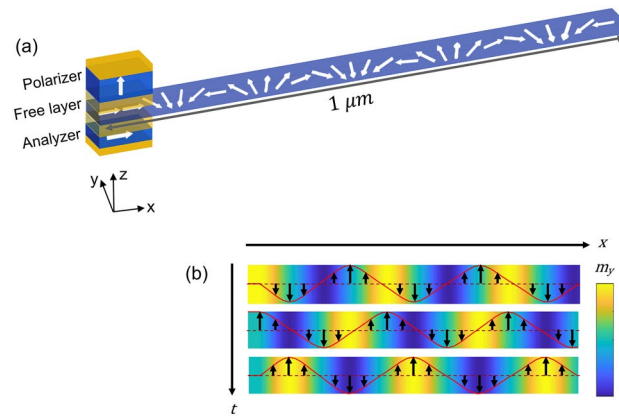 (a)
Polarizer
Free layer
Analyzer
1 μm
z
y
x
x
(b)
m_y
t